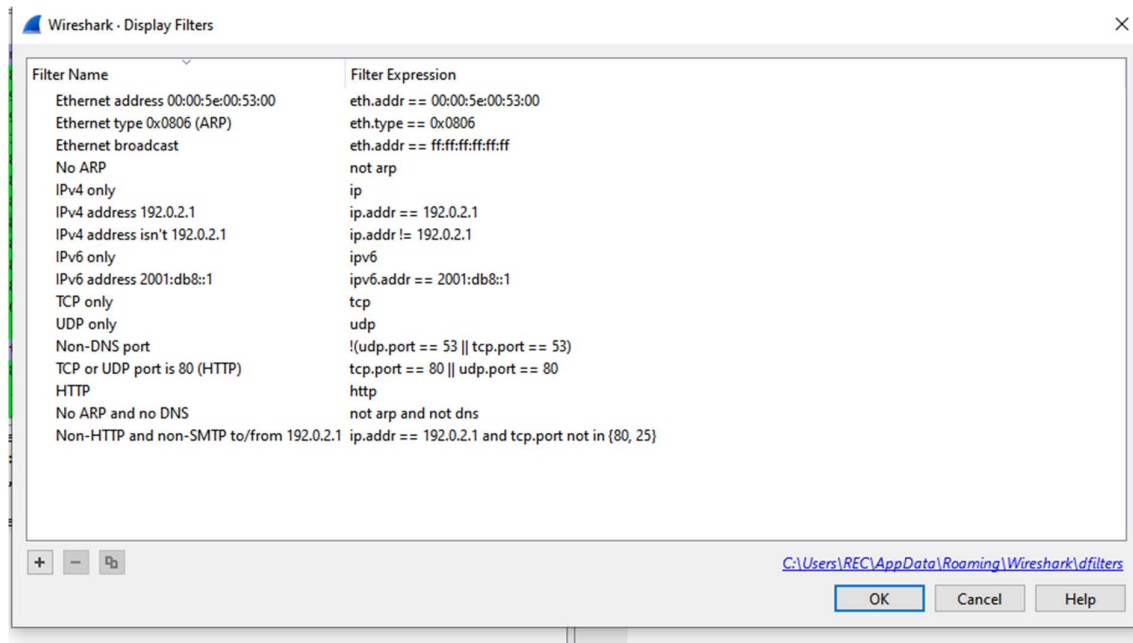 Wireshark · Display Filters
Filter Name Filter Expression
Ethernet address 00:00:5e:00:53:00 eth.addr == 00:00:5e:00:53:00
Ethernet type 0x0806 (ARP) eth.type == 0x0806
Ethernet broadcast eth.addr == ff:ff:ff:ff:ff:ff
No ARP not arp
IPv4 only ip
IPv4 address 192.0.2.1 ip.addr == 192.0.2.1
IPv4 address isn't 192.0.2.1 ip.addr != 192.0.2.1
IPv6 only ipv6
IPv6 address 2001:db8::1 ipv6.addr == 2001:db8::1
TCP only tcp
UDP only udp
Non-DNS port !(udp.port == 53 || tcp.port == 53)
TCP or UDP port is 80 (HTTP) tcp.port == 80 || udp.port == 80
HTTP http
No ARP and no DNS not arp and not dns
Non-HTTP and non-SMTP to/from 192.0.2.1 ip.addr == 192.0.2.1 and tcp.port not in {80, 25}
C:\Users\REC\AppData\Roaming\Wireshark\dfilters
OK Cancel Help